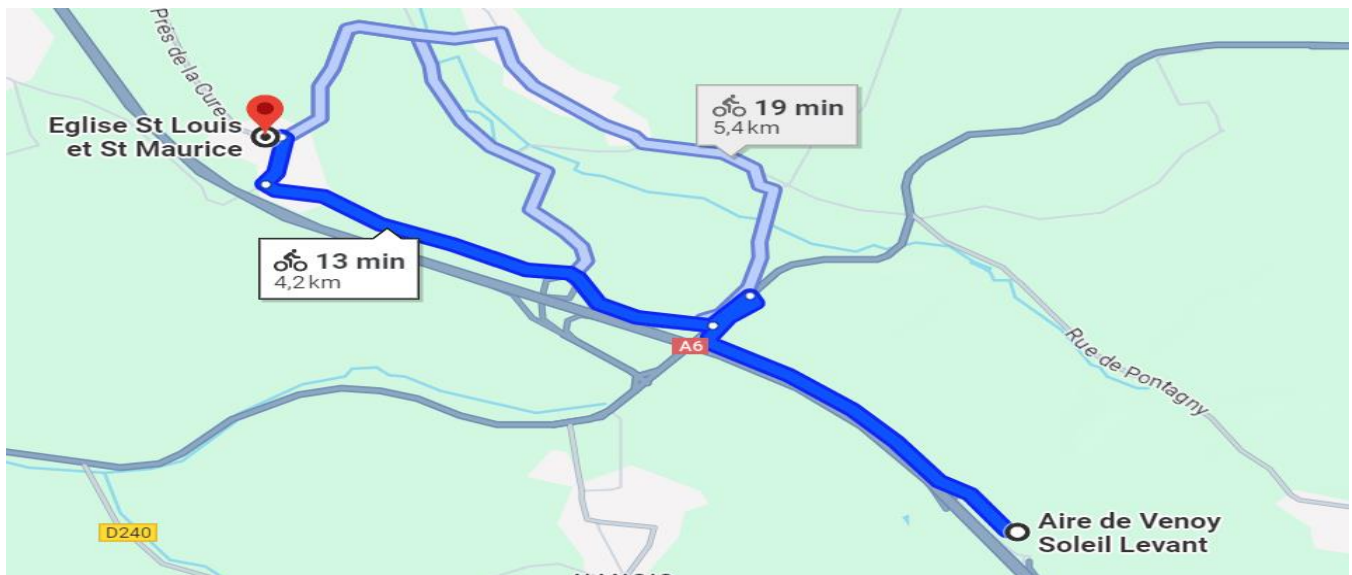 Prés de la Cure
Eglise St Louis
et St Maurice
19 min
5,4 km
13 min
4,2 km
A6
Rue de Pontagny
Aire de Venoy
Soleil Levant
D240